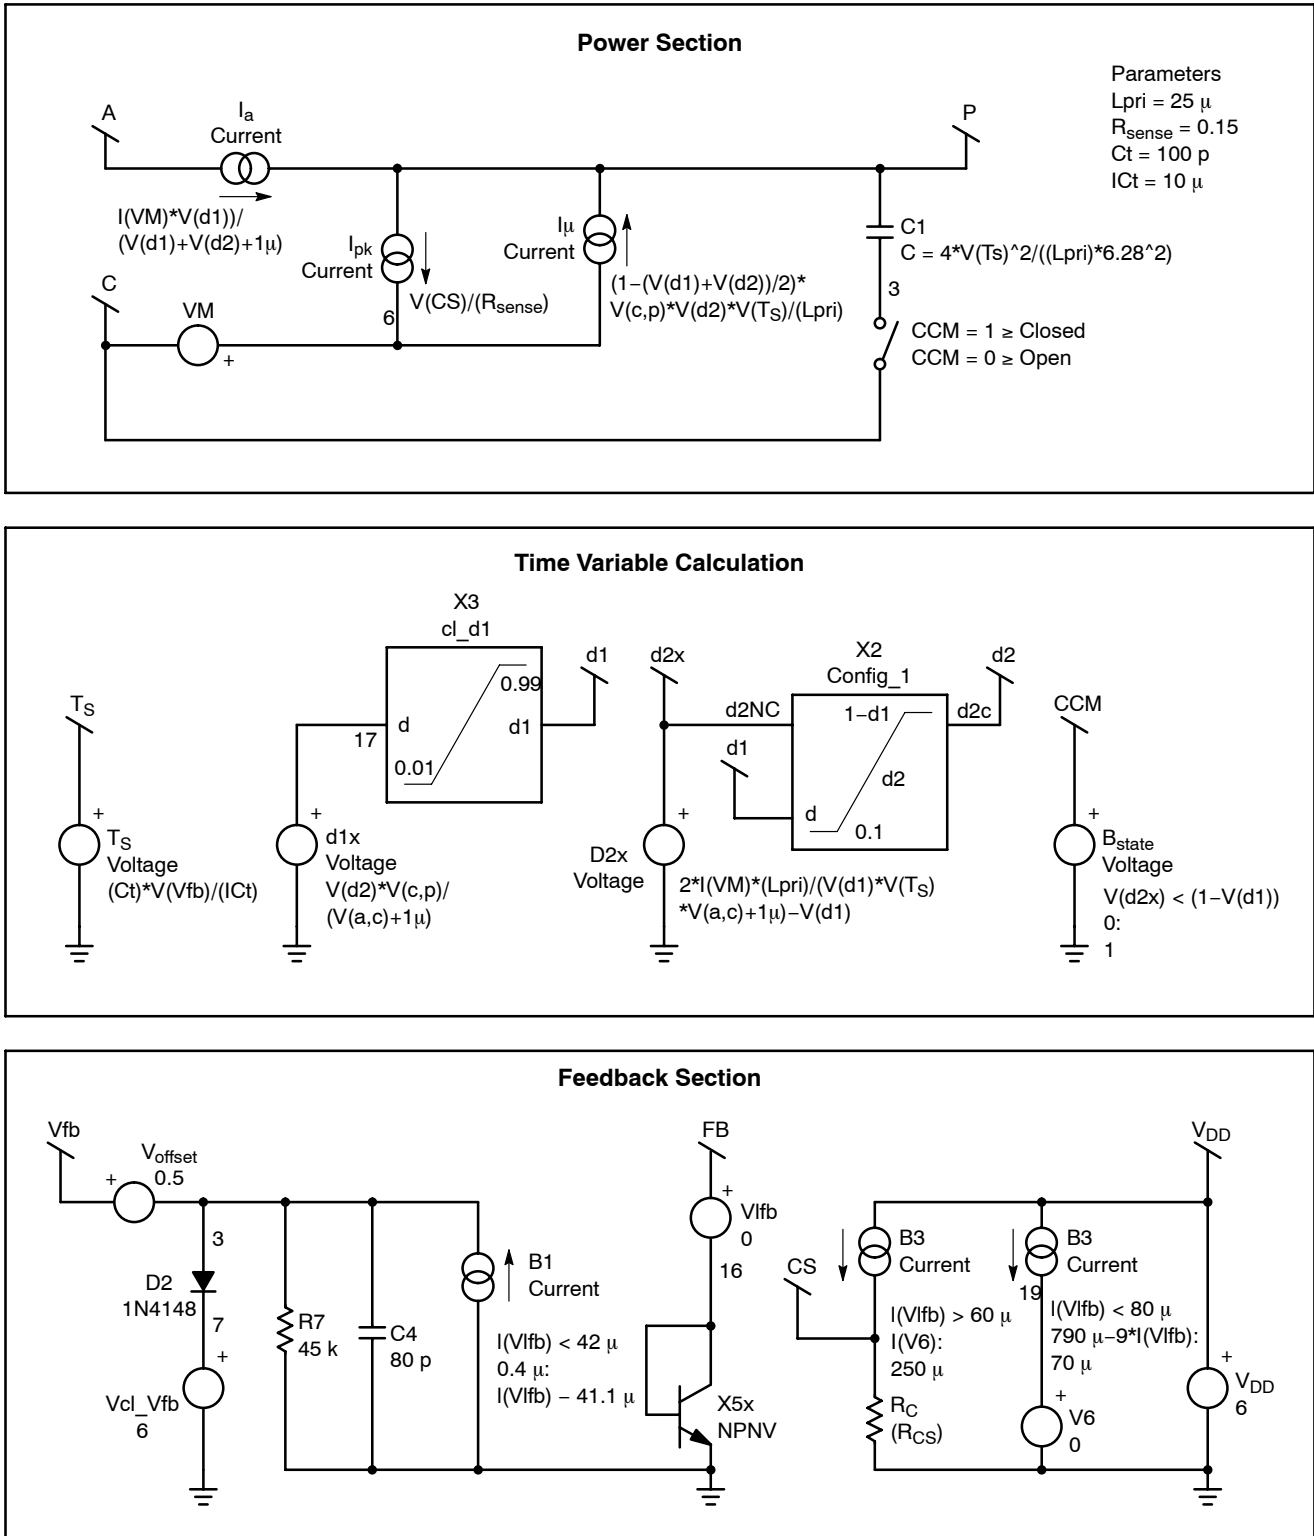 Power Section
Parameters
Lpri = 25 μ
Rsense = 0.15
Ct = 100 p
ICt = 10 μ
A
Ia
Current
P
I(VM)*V(d1))/
(V(d1)+V(d2)+1μ)
Ipk
Current
V(CS)/(Rsense)
Iμ
Current
(1−(V(d1)+V(d2))/2)*
V(c,p)*V(d2)*V(TS)/(Lpri)
C1
C = 4*V(Ts)^2/((Lpri)*6.28^2)
3
C
VM
+
6
CCM = 1 ≥ Closed
CCM = 0 ≥ Open
Time Variable Calculation
X3
cl_d1
0.99
d
d1
0.01
17
d1
d2x
X2
Config_1
d2NC
1−d1
d2c
d2
d1
d2
d
0.1
TS
CCM
+
TS
Voltage
(Ct)*V(Vfb)/(ICt)
+
d1x
Voltage
V(d2)*V(c,p)/
(V(a,c)+1μ)
+
D2x
Voltage
2*I(VM)*(Lpri)/(V(d1)*V(TS)
*V(a,c)+1μ)−V(d1)
+
Bstate
Voltage
V(d2x) < (1−V(d1))
0:
1
Feedback Section
Vfb
Voffset
+ 0.5
FB
VDD
3
D2
1N4148
7
+
Vcl_Vfb
6
R7
45 k
C4
80 p
B1
Current
I(VIfb) < 42 μ
0.4 μ:
I(VIfb) − 41.1 μ
+
VIfb
0
16
X5x
NPNV
CS
B3
Current
I(VIfb) > 60 μ
I(V6):
250 μ
RC
(RCS)
B3
Current
19
I(VIfb) < 80 μ
790 μ−9*I(VIfb):
70 μ
+
V6
0
+
VDD
6